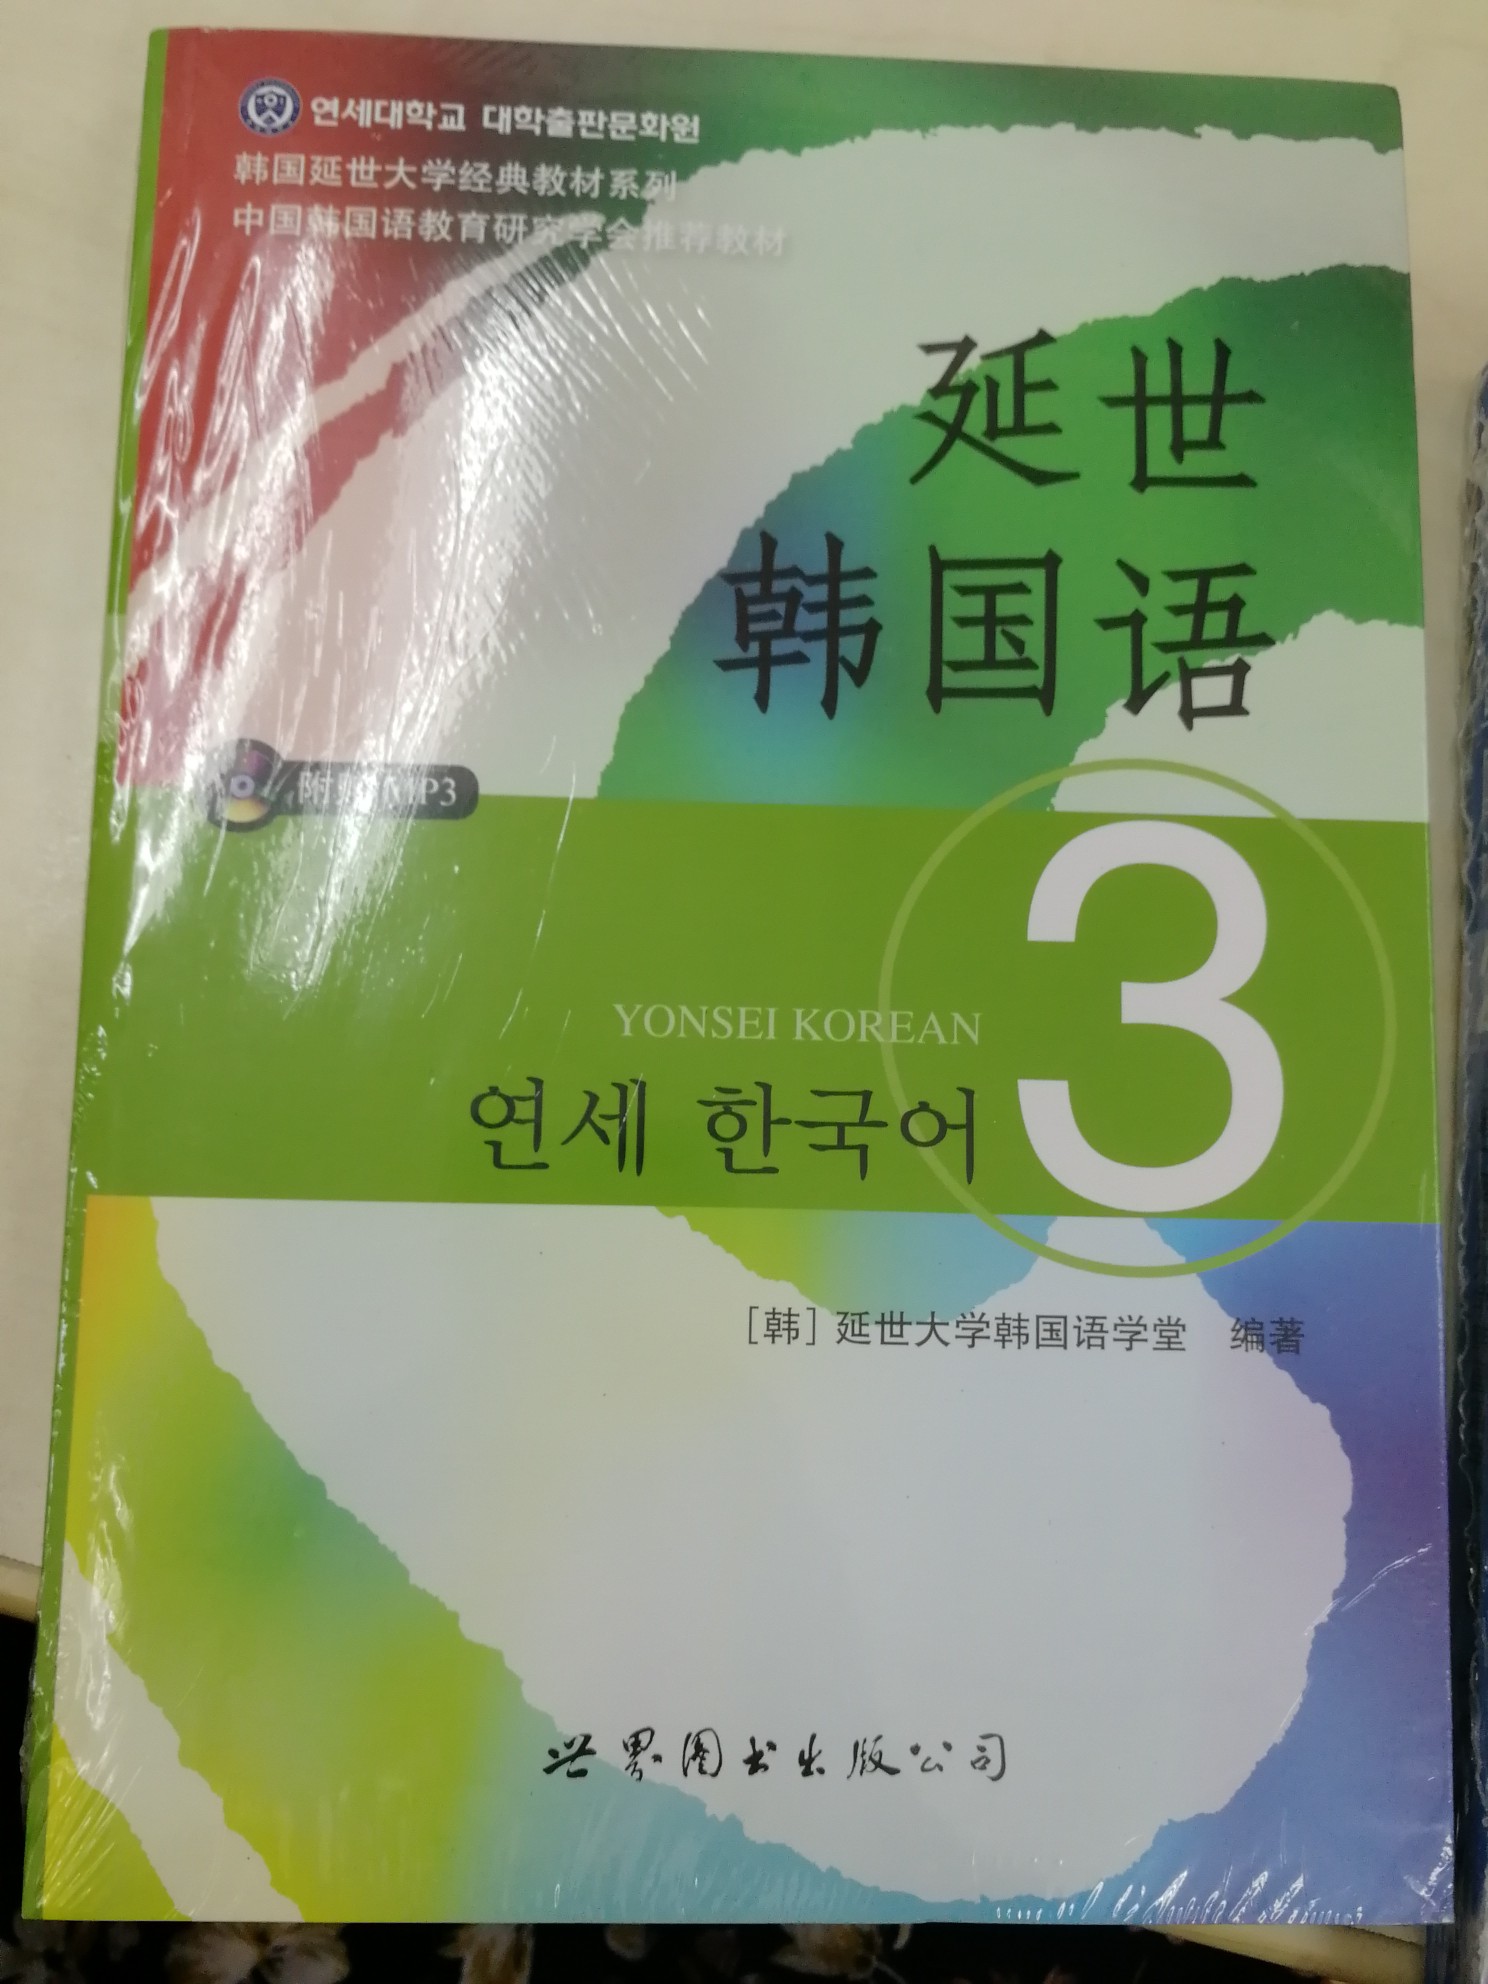 연세대학교 대학출판문화원
韩国延世大学经典教材系列
中国韩国语教育研究学会推荐教材
延世
韩国语
附赠 MP3
3
YONSEI KOREAN
연세 한국어
[韩] 延世大学韩国语学堂 编著
世界图书出版公司